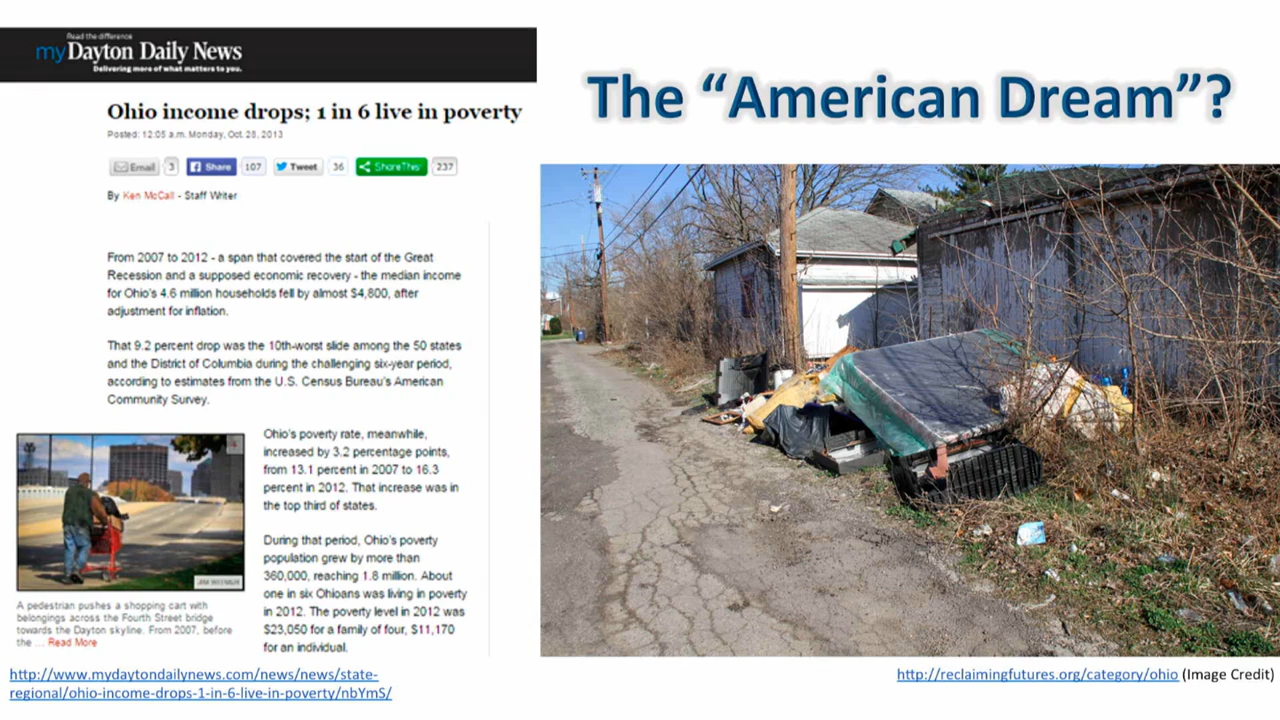 Read the difference
myDayton Daily News
Delivering more of what matters to you.
Ohio income drops; 1 in 6 live in poverty
Posted: 12:05 a.m. Monday, Oct. 28, 2013
Email 3 Share 107 Tweet 36 ShareThis 237
By Ken McCall - Staff Writer
From 2007 to 2012 - a span that covered the start of the Great
Recession and a supposed economic recovery - the median income
for Ohio's 4.6 million households fell by almost $4,800, after
adjustment for inflation.
That 9.2 percent drop was the 10th-worst slide among the 50 states
and the District of Columbia during the challenging six-year period,
according to estimates from the U.S. Census Bureau's American
Community Survey.
Ohio's poverty rate, meanwhile,
increased by 3.2 percentage points,
from 13.1 percent in 2007 to 16.3
percent in 2012. That increase was in
the top third of states.
During that period, Ohio's poverty
population grew by more than
360,000, reaching 1.8 million. About
one in six Ohioans was living in poverty
in 2012. The poverty level in 2012 was
$23,050 for a family of four, $11,170
for an individual.
A pedestrian pushes a shopping cart with
belongings across the Fourth Street bridge
towards the Dayton skyline. From 2007, before
the ... Read More
http://www.mydaytondailynews.com/news/news/state-
regional/ohio-income-drops-1-in-6-live-in-poverty/nbYmS/
The “American Dream”?
http://reclaimingfutures.org/category/ohio (Image Credit)